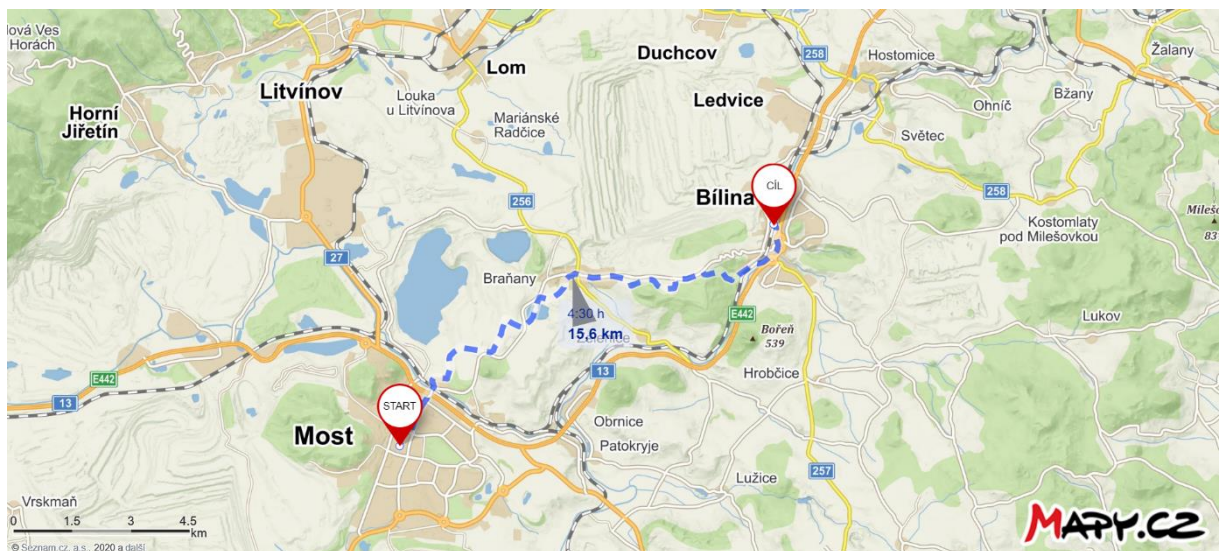 Nová Ves
Horách
Litvínov
Horní
Jiřetín
Louka
u Litvínova
Lom
Mariánské
Radčice
Duchcov
Ledvice
258
Hostomice
Žalany
Bžany
Ohníč
Světec
258
Kostomlaty
pod Milešovkou
83
CÍL
Bílina
256
27
Braňany
4:30 h
15,6 km
E442
Bořeň
539
Lukov
Hrobčice
13
E442
13
START
Most
Obrnice
Patokryje
Lužice
257
Vrskmaň
0 1.5 3 4.5
km
© Seznam.cz, a.s., 2020 a další
MAPY.CZ